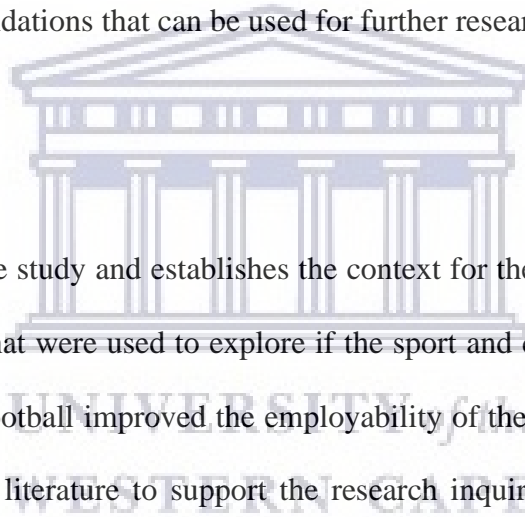 dations that can be used for further resear
e study and establishes the context for the
hat were used to explore if the sport and
ootball improved the employability of the
UNIVERSITY of the
literature to support the research inquir
WESTERN CAPE